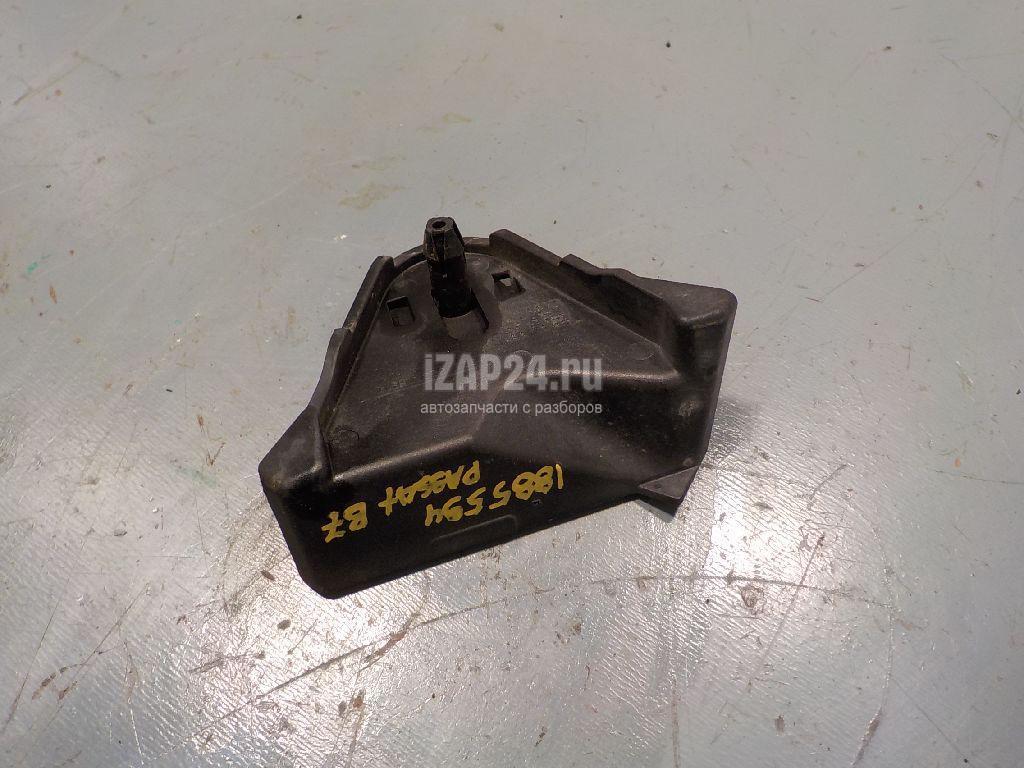 iZAP24.ru
автозапчасти с разборов
1885594
PASSAT B7